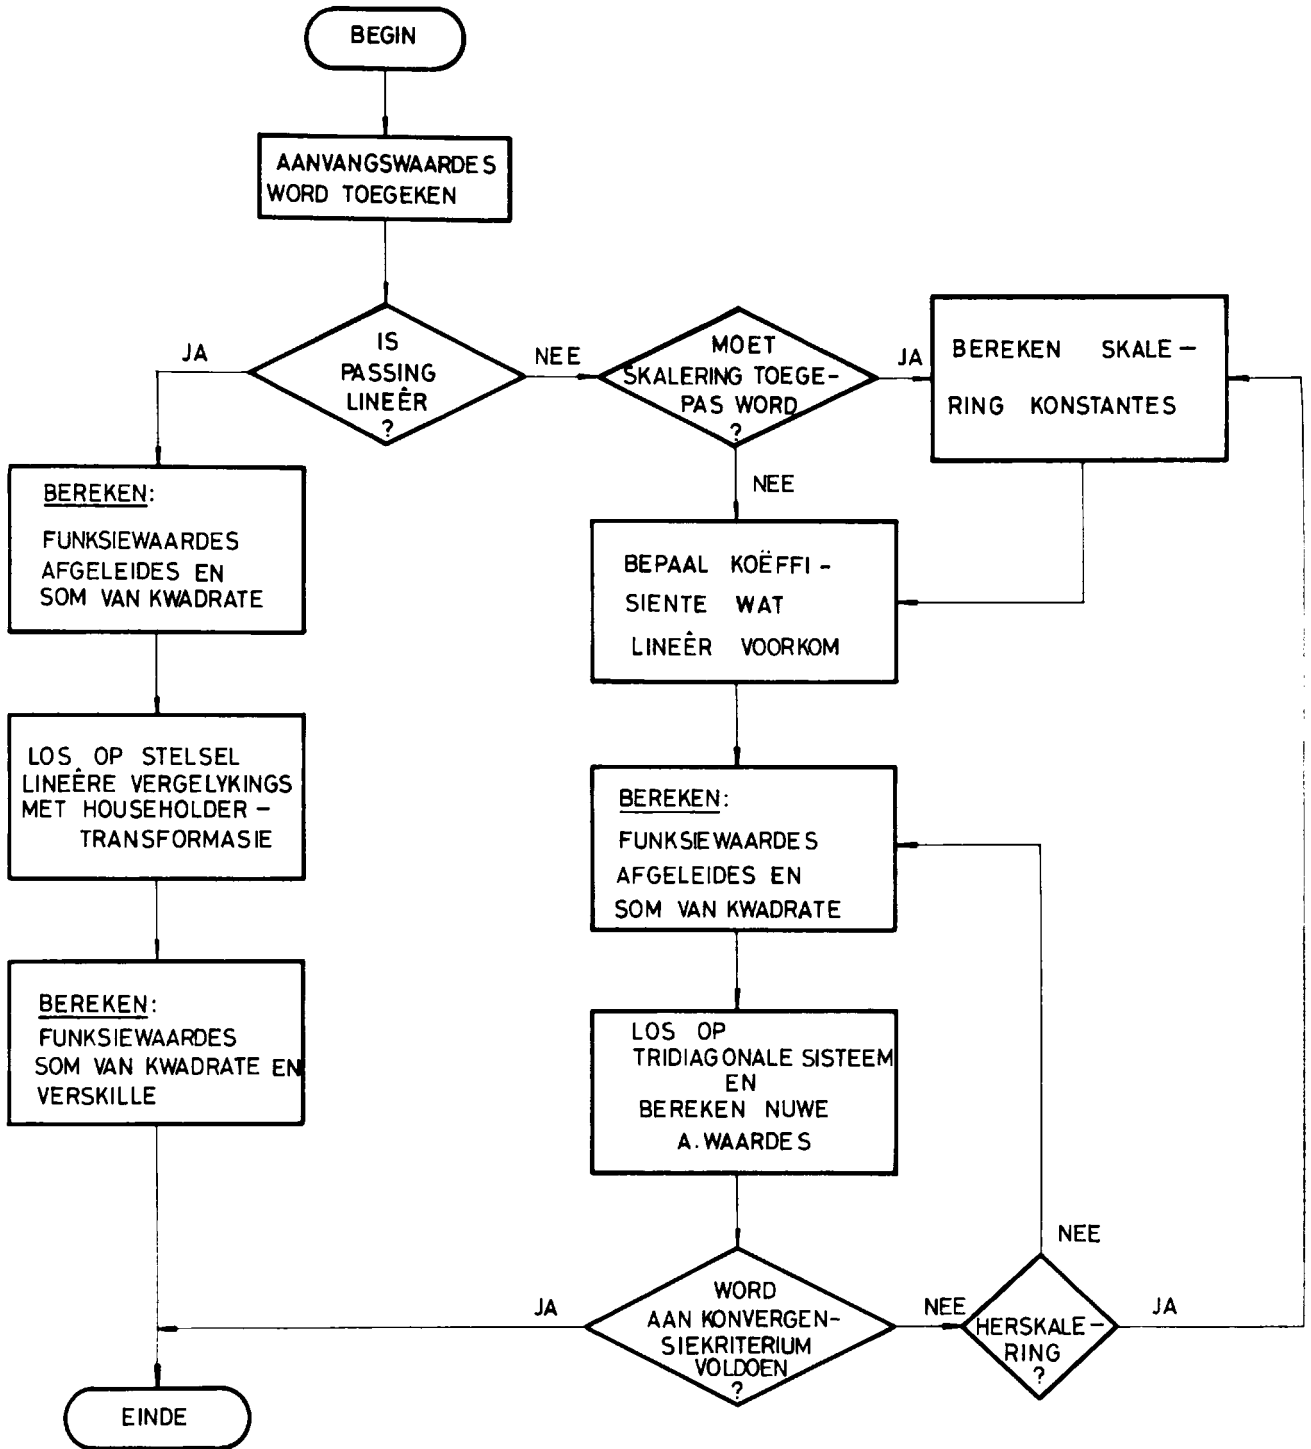 BEGIN
AANVANGSWAARDES
WORD TOEGEKEN
IS
PASSING
LINEÊR
?
JA
NEE
MOET
SKALERING TOEGE-
PAS WORD
?
JA
NEE
BEREKEN SKALE-
RING KONSTANTES
BEREKEN:
FUNKSIEWAARDES
AFGELEIDES EN
SOM VAN KWADRATE
BEPAAL KOËFFI-
SIENTE WAT
LINEÊR VOORKOM
LOS OP STELSEL
LINEÊRE VERGELYKINGS
MET HOUSEHOLDER-
TRANSFORMASIE
BEREKEN:
FUNKSIEWAARDES
AFGELEIDES EN
SOM VAN KWADRATE
BEREKEN:
FUNKSIEWAARDES
SOM VAN KWADRATE EN
VERSKILLE
LOS OP
TRIDIAGONALE SISTEEM
EN
BEREKEN NUWE
A.WAARDES
WORD
AAN KONVERGEN-
SIEKRITERIUM
VOLDOEN
?
JA
NEE
HERSKALE-
RING
?
NEE
JA
EINDE